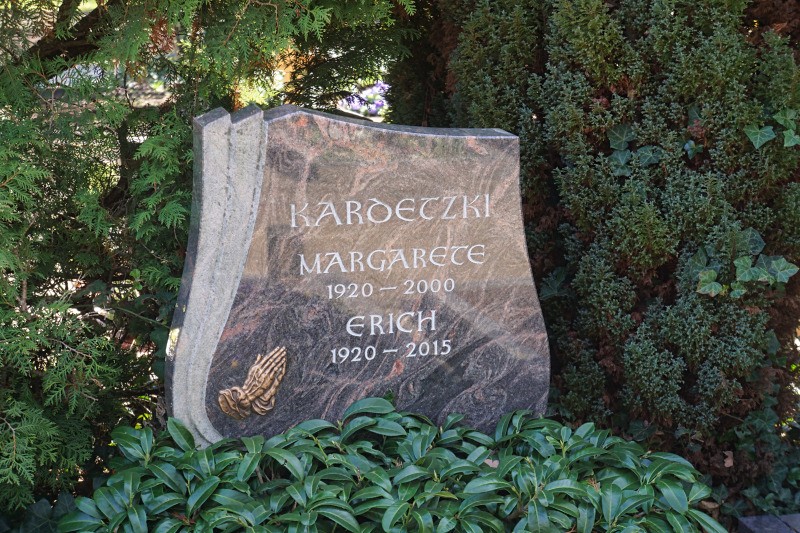 KARDETZKI
MARGARETE
1920 – 2000
ERICH
1920 – 2015